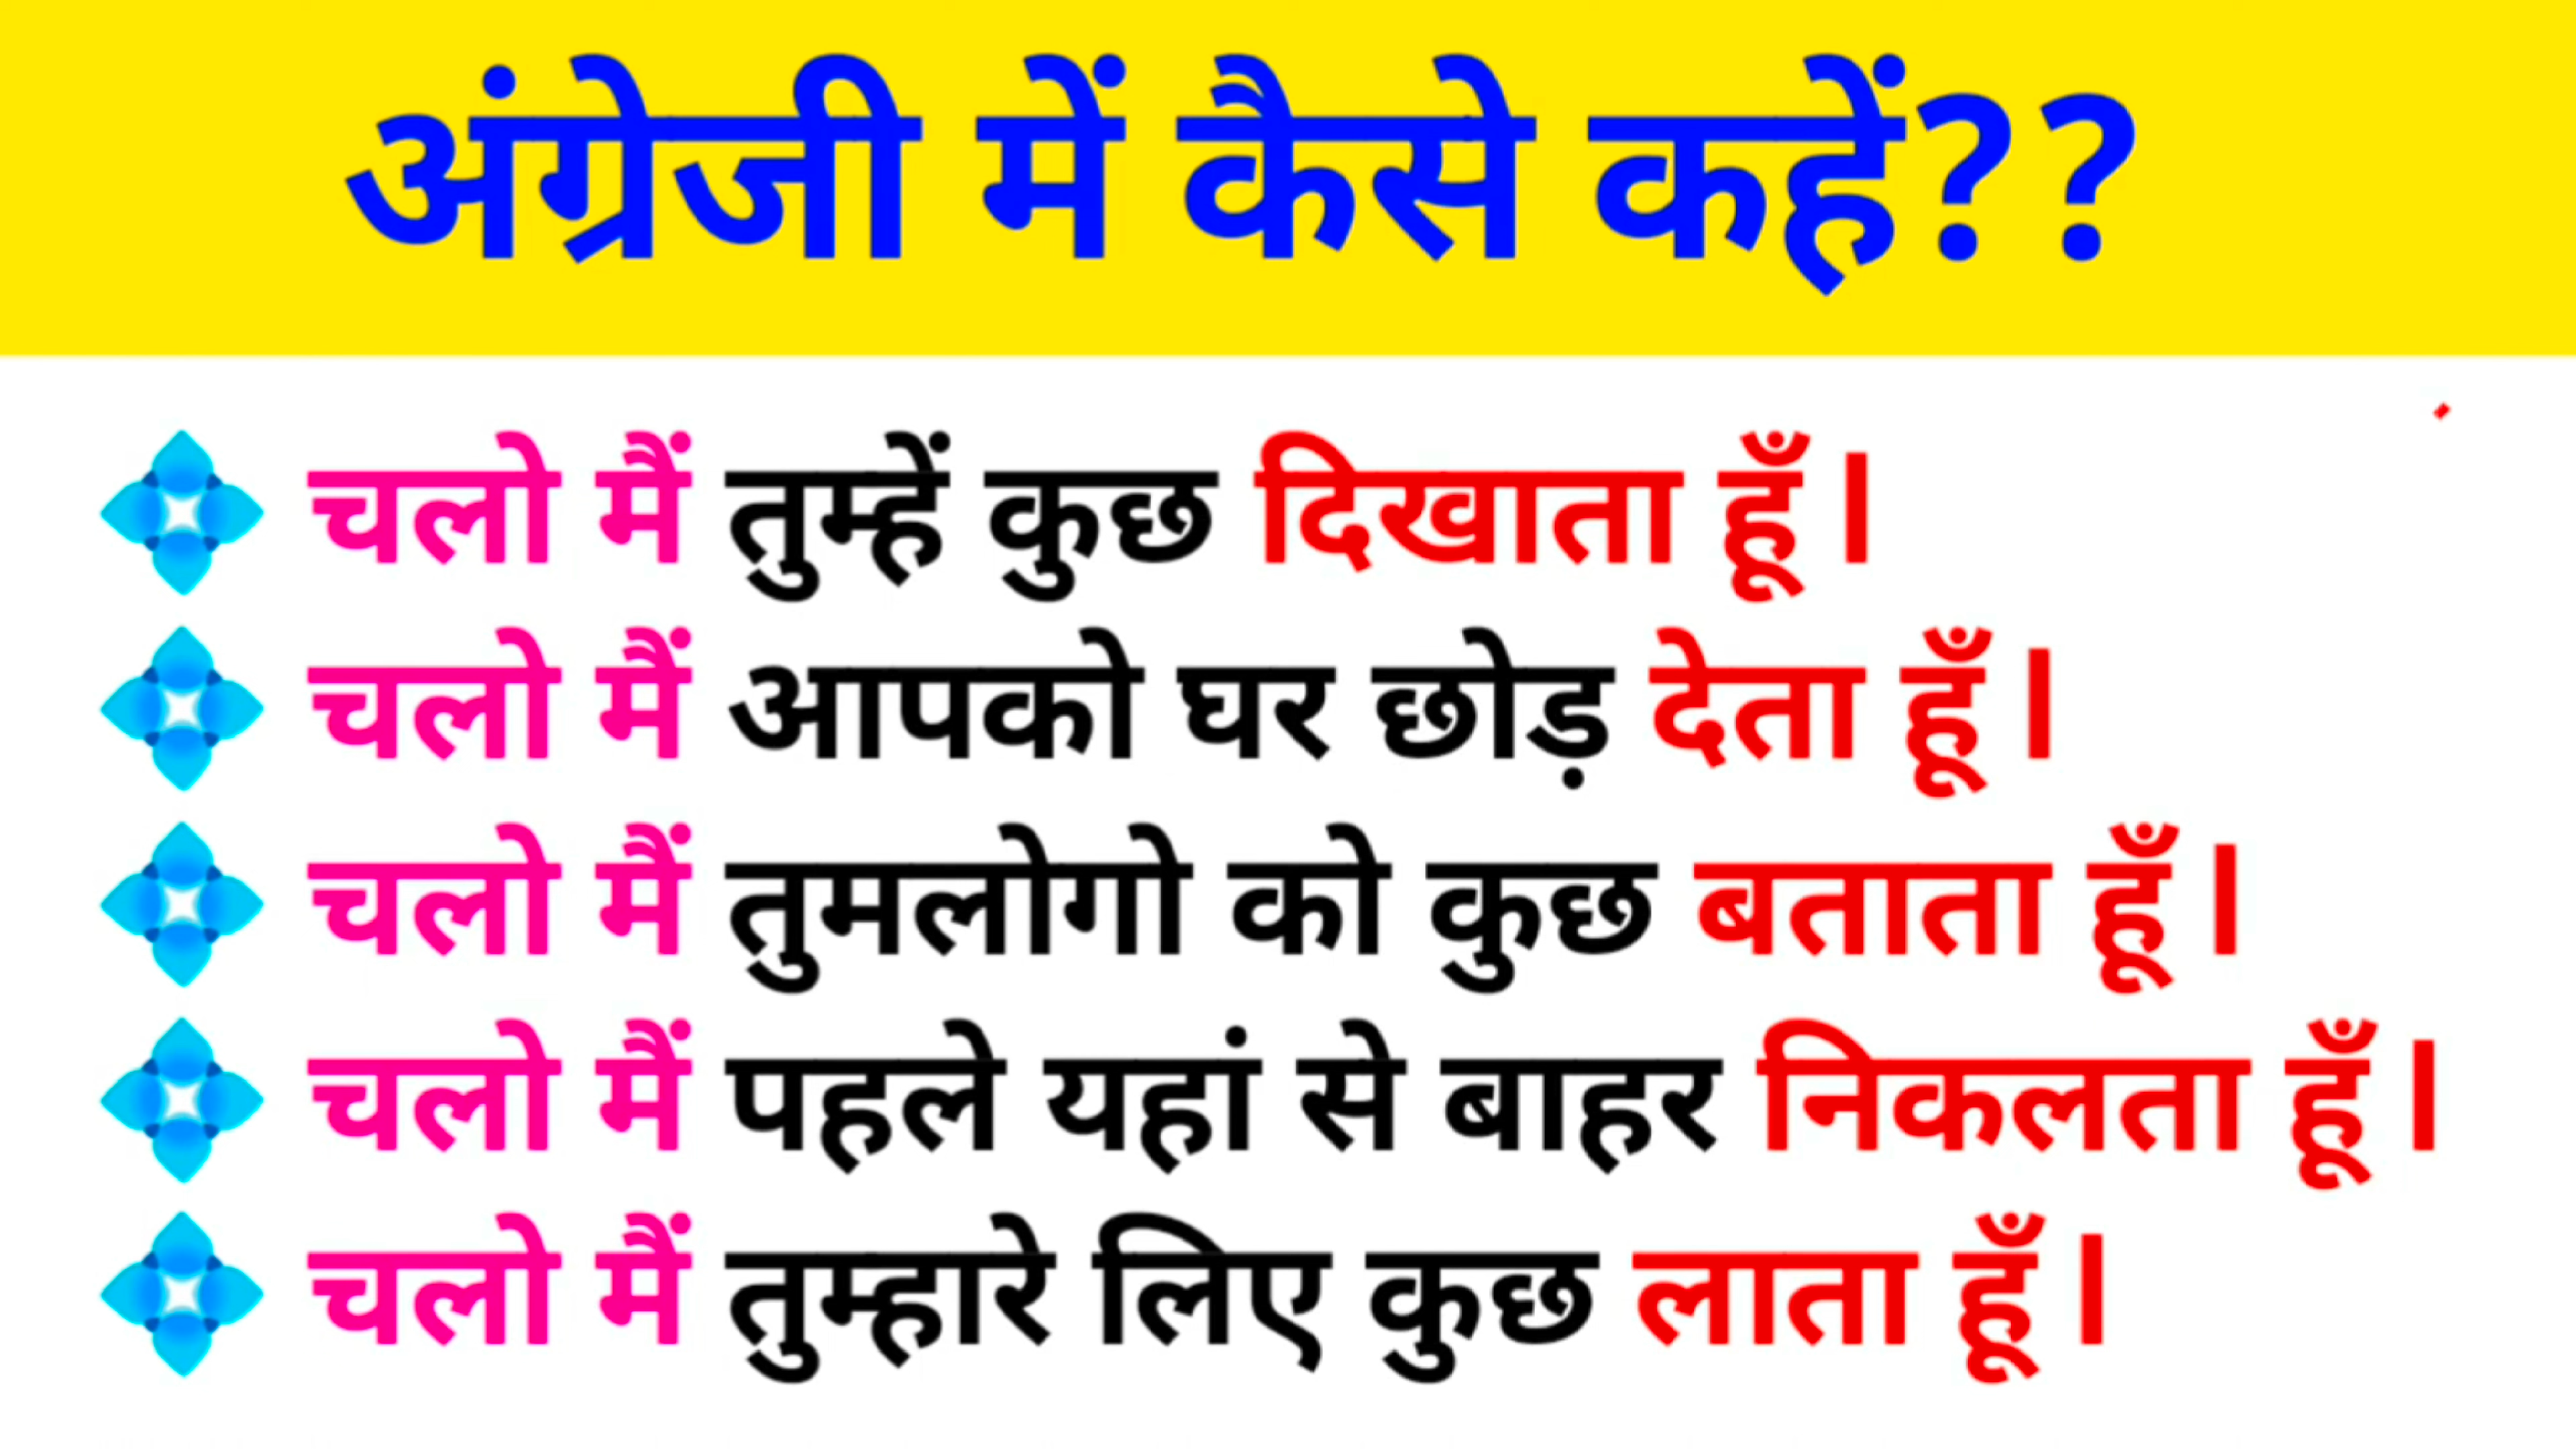 अंग्रेजी में कैसे कहें??
चलो मैं तुम्हें कुछ दिखाता हूँ।
चलो मैं आपको घर छोड़ देता हूँ।
चलो मैं तुमलोगो को कुछ बताता हूँ।
चलो मैं पहले यहां से बाहर निकलता हूँ।
चलो मैं तुम्हारे लिए कुछ लाता हूँ।